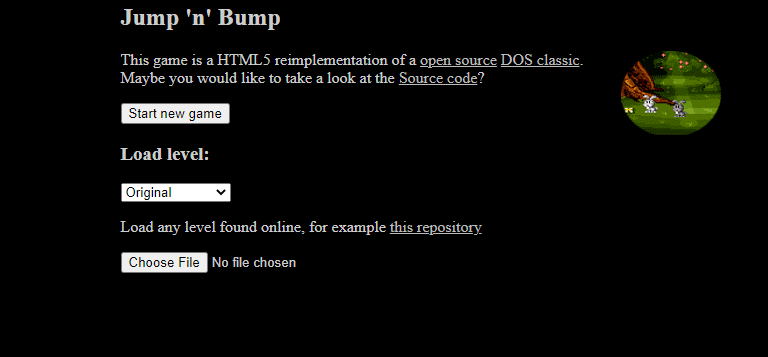 Jump 'n' Bump
This game is a HTML5 reimplementation of a open source DOS classic.
Maybe you would like to take a look at the Source code?
Start new game
Load level:
Original
Load any level found online, for example this repository
Choose File No file chosen